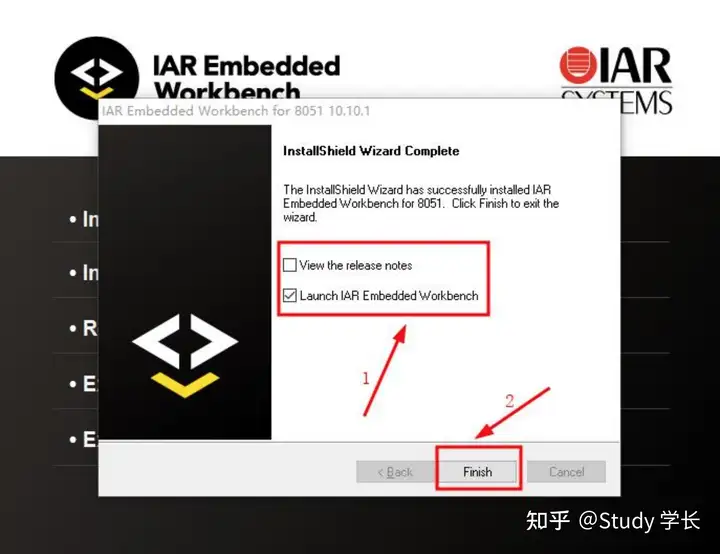 IAR Embedded
Workbench
IAR
SYSTEMS
IAR Embedded Workbench for 8051 10.10.1
InstallShield Wizard Complete
The InstallShield Wizard has successfully installed IAR
Embedded Workbench for 8051. Click Finish to exit the
wizard.
• In
View the release notes
• In
Launch IAR Embedded Workbench
• R
1
• E
2
• E
< Back
Finish
Cancel
知乎 @Study 学长